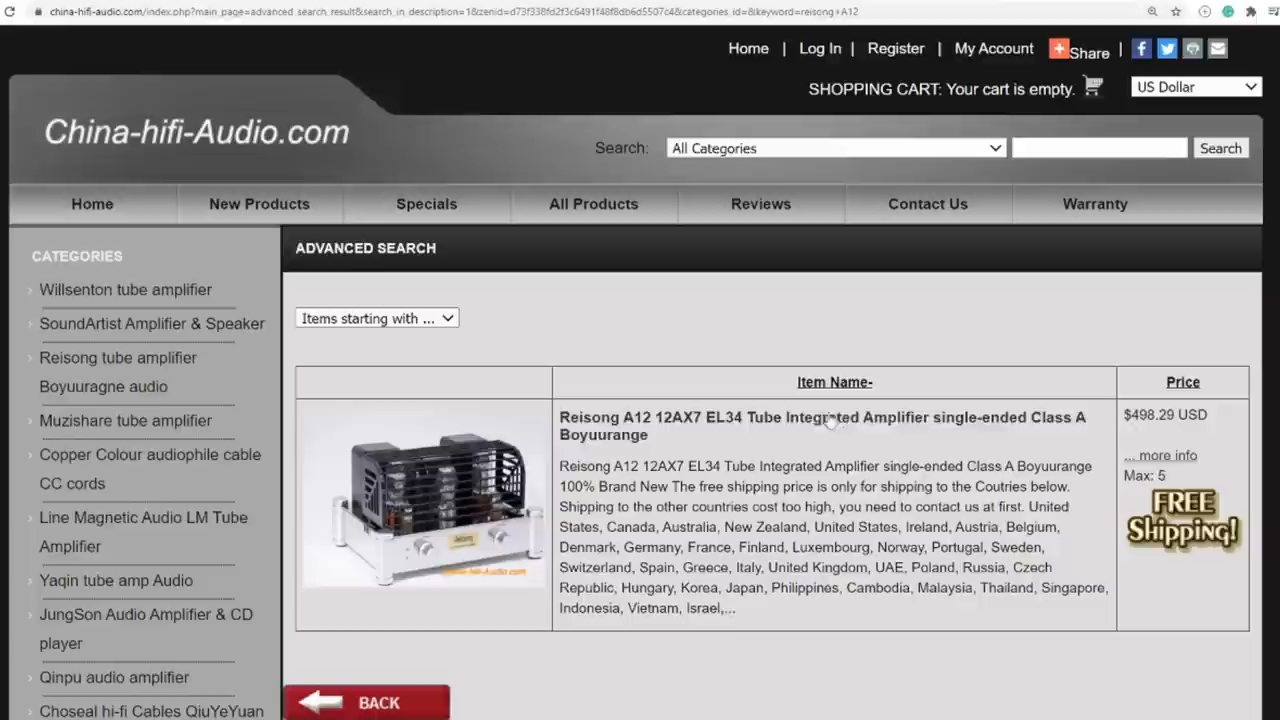 china-hifi-audio.com/index.php?main_page=advanced_search_result&search_in_description=1&zenid=d73f338fd2f3c6491f48f8db6d5507c4&categories_id=&keyword=reisong+A12
Home | Log In | Register | My Account Share |
SHOPPING CART: Your cart is empty. US Dollar
China-hifi-Audio.com
Search: All Categories Search
Home New Products Specials All Products Reviews Contact Us Warranty
CATEGORIES
Willsenton tube amplifier
SoundArtist Amplifier & Speaker
Reisong tube amplifier
Boyuuragne audio
Muzishare tube amplifier
Copper Colour audiophile cable
CC cords
Line Magnetic Audio LM Tube
Amplifier
Yaqin tube amp Audio
JungSon Audio Amplifier & CD
player
Qinpu audio amplifier
Choseal hi-fi Cables QiuYeYuan
ADVANCED SEARCH
Items starting with ...
Item Name- Price
Reisong A12 12AX7 EL34 Tube Integrated Amplifier single-ended Class A
Boyuurange
Reisong A12 12AX7 EL34 Tube Integrated Amplifier single-ended Class A Boyuurange
100% Brand New The free shipping price is only for shipping to the Coutries below.
Shipping to the other countries cost too high, you need to contact us at first. United
States, Canada, Australia, New Zealand, United States, Ireland, Austria, Belgium,
Denmark, Germany, France, Finland, Luxembourg, Norway, Portugal, Sweden,
Switzerland, Spain, Greece, Italy, United Kingdom, UAE, Poland, Russia, Czech
Republic, Hungary, Korea, Japan, Philippines, Cambodia, Malaysia, Thailand, Singapore,
Indonesia, Vietnam, Israel,...
$498.29 USD
... more info
Max: 5
FREE
Shipping!
BACK